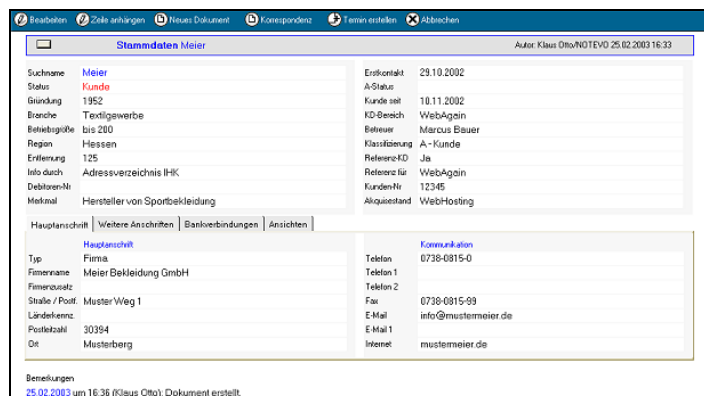 Bearbeiten Zeile anhängen Neues Dokument Korrespondenz Termin erstellen Abbrechen
Stammdaten Meier Autor: Klaus Otto/NOTEVO 25.02.2003 16:33
Suchname Meier
Status Kunde
Gründung 1952
Branche Textilgewerbe
Betriebsgröße bis 200
Region Hessen
Entfernung 125
Info durch Adressverzeichnis IHK
Debitoren-Nr
Merkmal Hersteller von Sportbekleidung
Erstkontakt 29.10.2002
A-Status
Kunde seit 10.11.2002
KD-Bereich WebAgain
Betreuer Marcus Bauer
Klassifizierung A - Kunde
Referenz-KD Ja
Referenz für WebAgain
Kunden-Nr 12345
Akquisestand WebHosting
Hauptanschrift Weitere Anschriften Bankverbindungen Ansichten
Hauptanschrift
Typ Firma
Firmenname Meier Bekleidung GmbH
Firmenzusatz
Straße / Postf. Muster Weg 1
Länderkennz.
Postleitzahl 30394
Ort Musterberg
Kommunikation
Telefon 0738-0815-0
Telefon 1
Telefon 2
Fax 0738-0815-99
E-Mail info@mustermeier.de
E-Mail 1
Internet mustermeier.de
Bemerkungen
25.02.2003 um 16:36 (Klaus Otto): Dokument erstellt.